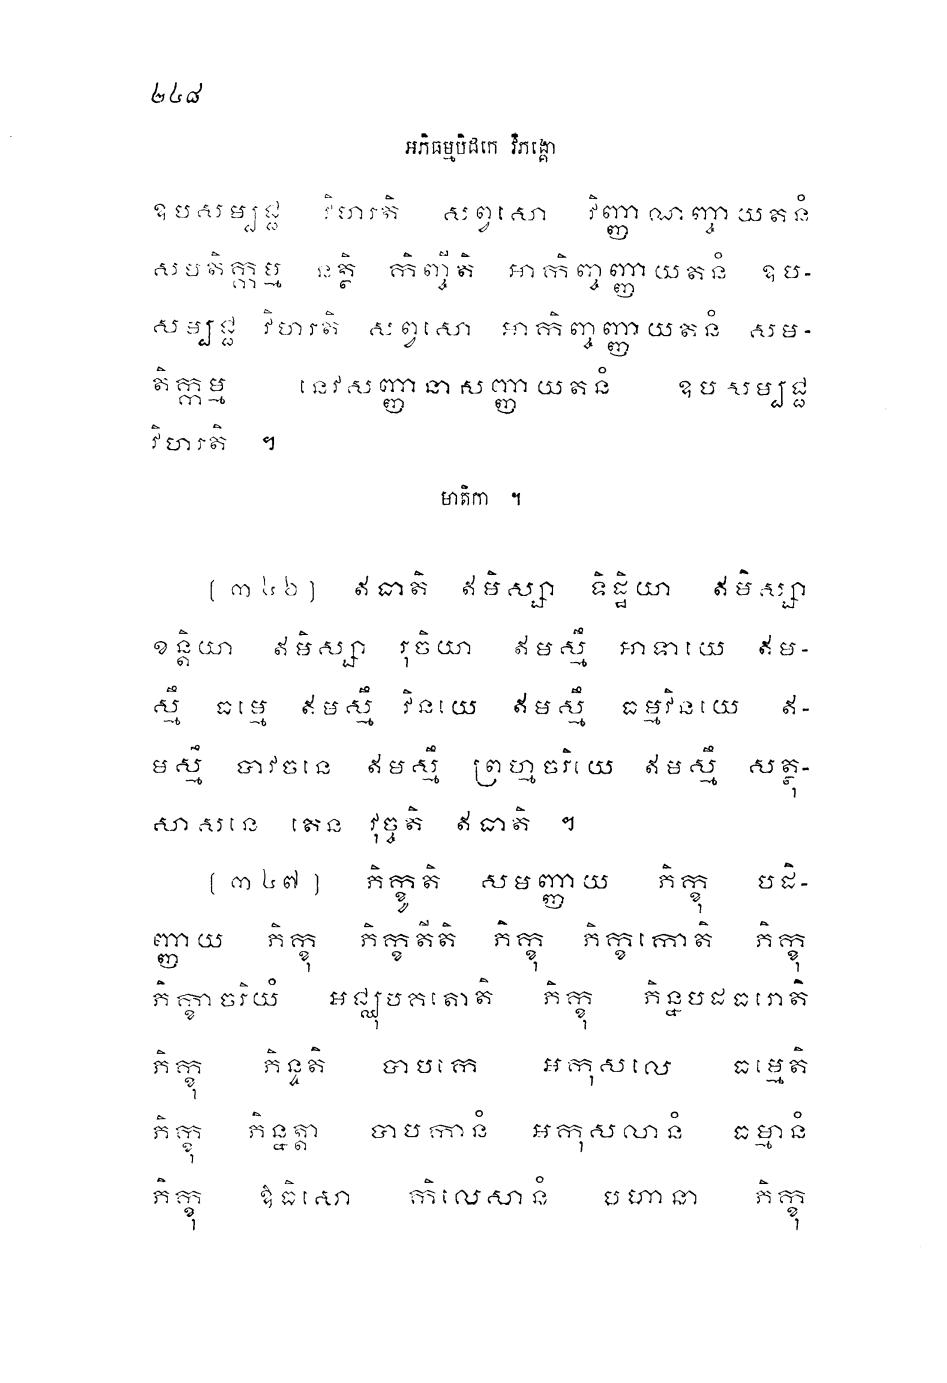 ២៤៨
អភិធម្មបិដកេ វិភង្គោ
ឧបសម្បជ្ជ វិហរតិ សព្វសោ វិញ្ញាណញ្ចាយតនំ
សមតិក្កម្ម នត្ថិ កិញ្ចីតិ អាកិញ្ចញ្ញាយតនំ ឧប-
សម្បជ្ជ វិហរតិ សព្វសោ អាកិញ្ចញ្ញាយតនំ សម-
តិក្កម្ម នេវសញ្ញានាសញ្ញាយតនំ ឧបសម្បជ្ជ
វិហរតិ ។
មាតិកា ។
[៣៤៦] ឥធាតិ ឥមិស្សា ទិដ្ឋិយា ឥមិស្សា
ខន្តិយា ឥមិស្សា រុចិយា ឥមស្មឹ អាទាយេ ឥម-
ស្មឹ ធម្មេ ឥមស្មឹ វិនយេ ឥមស្មឹ ធម្មវិនយេ ឥ-
មស្មឹ បាវចនេ ឥមស្មឹ ព្រហ្មចរិយេ ឥមស្មឹ សត្ថុ-
សាសនេ តេន វុច្ចតិ ឥធាតិ ។
[៣៤៧] ភិក្ខូតិ សមញ្ញាយ ភិក្ខុ បដិ-
ញ្ញាយ ភិក្ខុ ភិក្ខតីតិ ភិក្ខុ ភិក្ខកោតិ ភិក្ខុ
ភិក្ខាចរិយំ អជ្ឈុបគតោតិ ភិក្ខុ ភិន្នបដធរោតិ
ភិក្ខុ ភិន្ទតិ បាបកេ អកុសលេ ធម្មេតិ
ភិក្ខុ ភិន្នត្តា បាបកានំ អកុសលានំ ធម្មានំ
ភិក្ខុ ឱធិសោ កិលេសានំ បហានា ភិក្ខុ